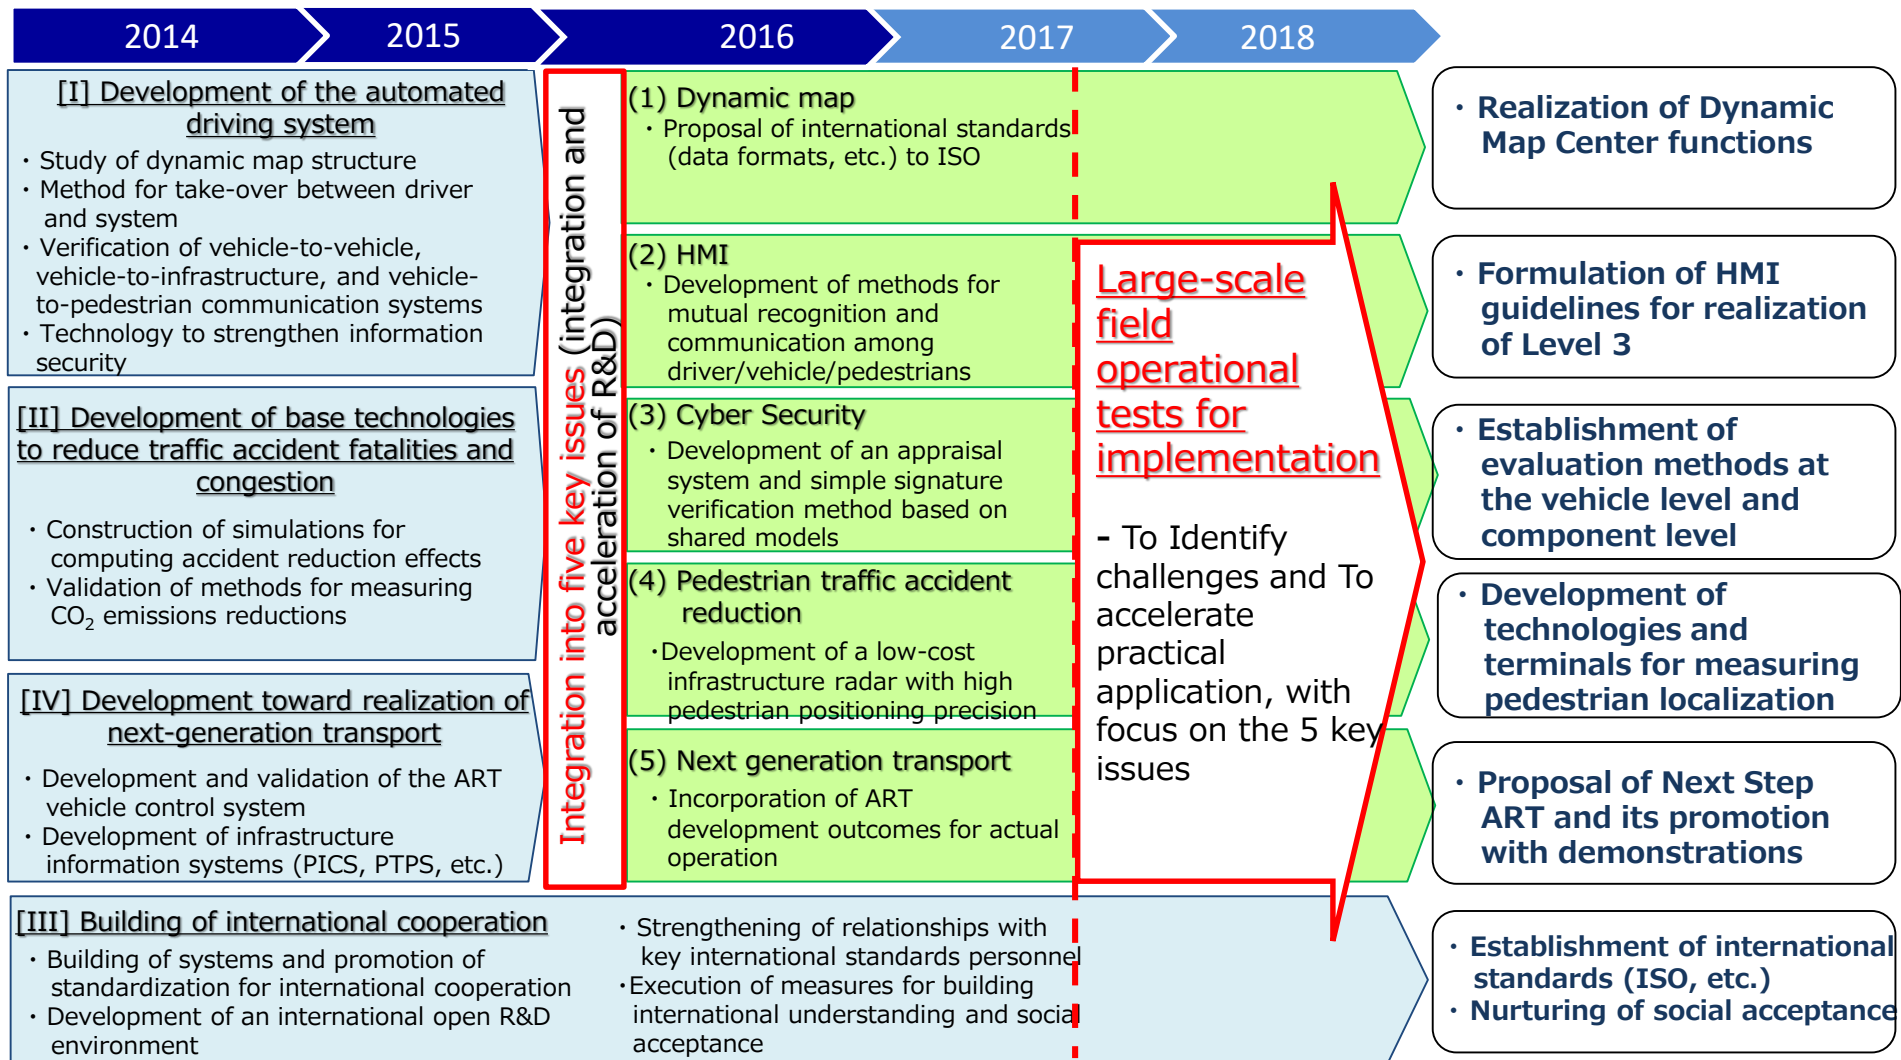 2014
2015
2016
2017
2018
[I] Development of the automated
driving system
・Study of dynamic map structure
・Method for take-over between driver
and system
・Verification of vehicle-to-vehicle,
vehicle-to-infrastructure, and vehicle-
to-pedestrian communication systems
・Technology to strengthen information
security
[II] Development of base technologies
to reduce traffic accident fatalities and
congestion
・Construction of simulations for
computing accident reduction effects
・Validation of methods for measuring
CO₂ emissions reductions
[IV] Development toward realization of
next-generation transport
・Development and validation of the ART
vehicle control system
・Development of infrastructure
information systems (PICS, PTPS, etc.)
Integration into five key issues (integration and
acceleration of R&D)
(1) Dynamic map
・Proposal of international standards
(data formats, etc.) to ISO
(2) HMI
・Development of methods for
mutual recognition and
communication among
driver/vehicle/pedestrians
(3) Cyber Security
・Development of an appraisal
system and simple signature
verification method based on
shared models
(4) Pedestrian traffic accident
reduction
・Development of a low-cost
infrastructure radar with high
pedestrian positioning precision
(5) Next generation transport
・Incorporation of ART
development outcomes for actual
operation
Large-scale
field
operational
tests for
implementation
- To Identify
challenges and To
accelerate
practical
application, with
focus on the 5 key
issues
・Realization of Dynamic
Map Center functions
・Formulation of HMI
guidelines for realization
of Level 3
・Establishment of
evaluation methods at
the vehicle level and
component level
・Development of
technologies and
terminals for measuring
pedestrian localization
・Proposal of Next Step
ART and its promotion
with demonstrations
[III] Building of international cooperation
・Building of systems and promotion of
standardization for international cooperation
・Development of an international open R&D
environment
・Strengthening of relationships with
key international standards personnel
・Execution of measures for building
international understanding and social
acceptance
・Establishment of international
standards (ISO, etc.)
・Nurturing of social acceptance